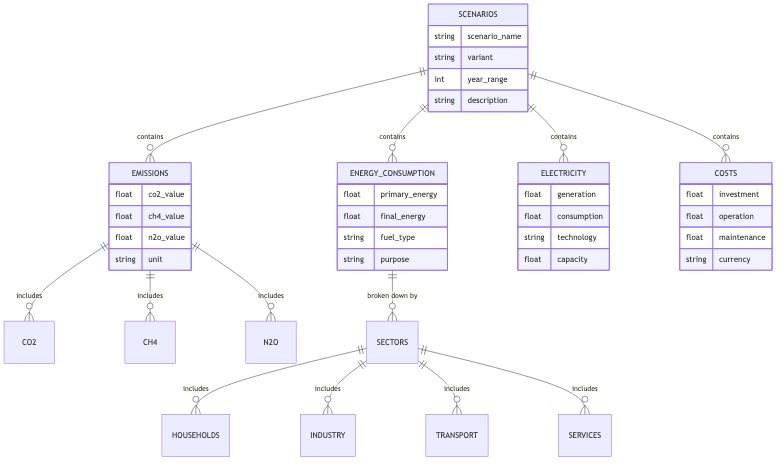 SCENARIOS
string scenario_name
string variant
int year_range
string description
contains contains contains contains
EMISSIONS ENERGY_CONSUMPTION ELECTRICITY COSTS
float co2_value float primary_energy float generation float investment
float ch4_value float final_energy float consumption float operation
float n2o_value string fuel_type string technology float maintenance
string unit string purpose float capacity string currency
includes includes includes broken down by
CO2 CH4 N2O SECTORS
includes includes includes includes
HOUSEHOLDS INDUSTRY TRANSPORT SERVICES